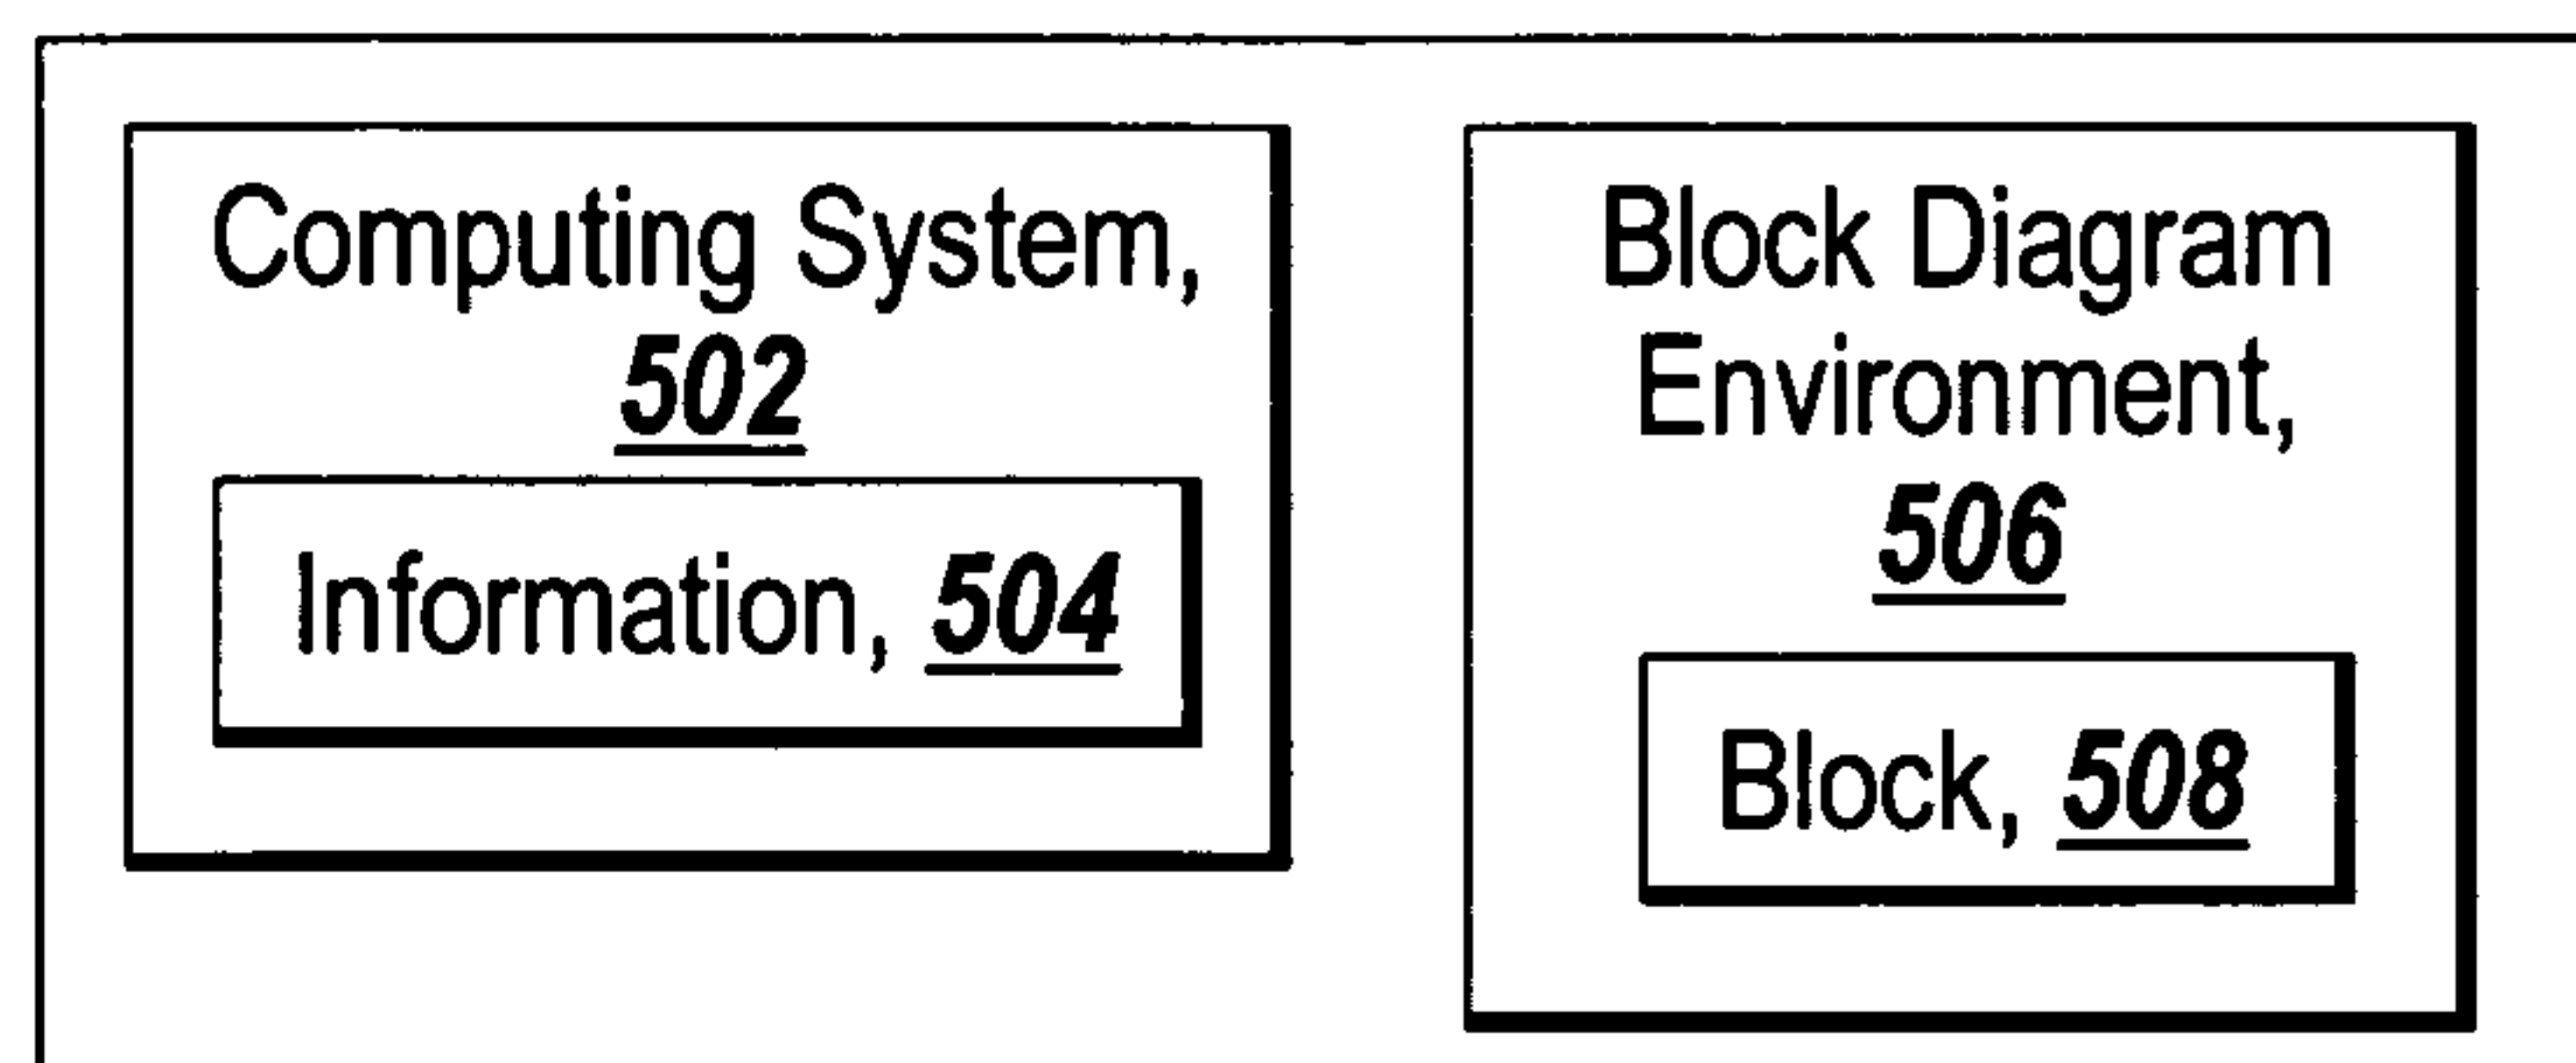 Computing System,
502
Information, 504
Block Diagram
Environment,
506
Block, 508